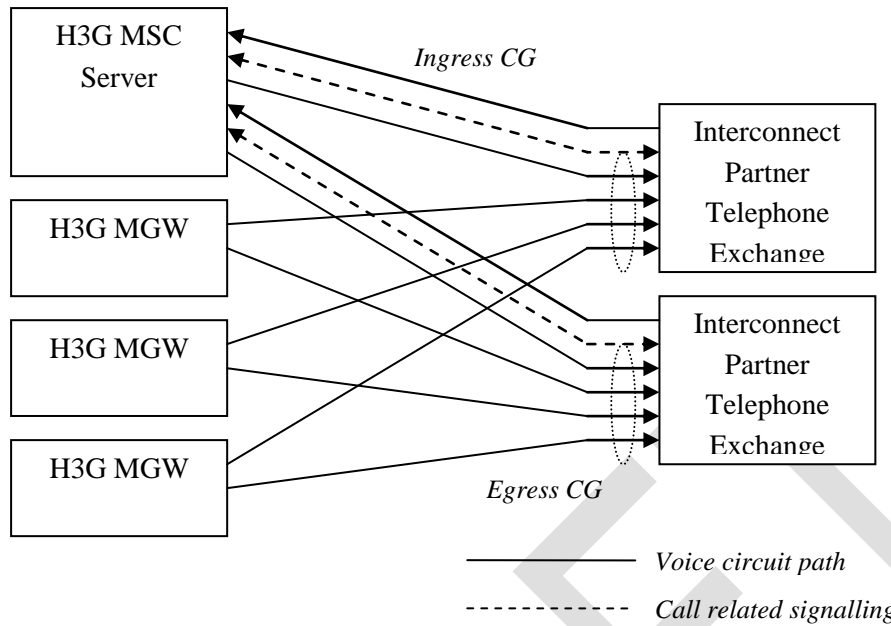 H3G MSC
Server
Ingress CG
Interconnect
Partner
Telephone
Exchange
H3G MGW
H3G MGW
Interconnect
Partner
Telephone
Exchange
H3G MGW
Egress CG
Voice circuit path
Call related signalling